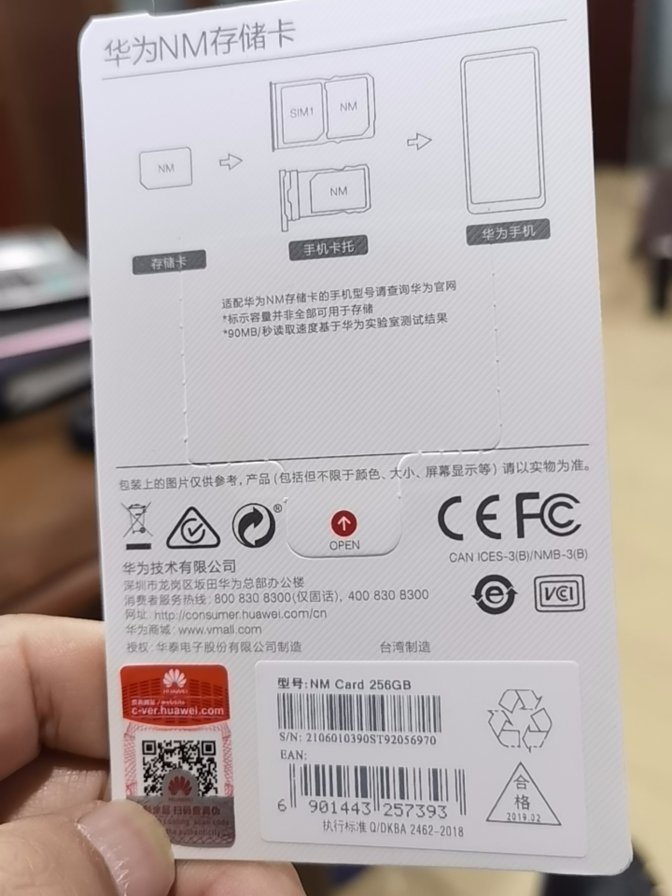 华为NM存储卡
SIM1
NM
NM
NM
存储卡
手机卡托
华为手机
适配华为NM存储卡的手机型号请查询华为官网
*标示容量并非全部可用于存储
*90MB/秒读取速度基于华为实验室测试结果
包装上的图片仅供参考，产品（包括但不限于颜色、大小、屏幕显示等）请以实物为准。
OPEN
CE FC
CAN ICES-3(B)/NMB-3(B)
华为技术有限公司
深圳市龙岗区坂田华为总部办公楼
消费者服务热线: 800 830 8300(仅固话), 400 830 8300
网址: http://consumer.huawei.com/cn
华为商城: www.vmall.com
授权: 华泰电子股份有限公司制造
台湾制造
e
VCI
HUAWEI
c-ver.huawei.com
HUAWEI
扫码查真伪
型号:NM Card 256GB
S/N: 2106010390ST92056970
EAN:
6 901443 257393
执行标准 Q/DKBA 2462-2018
合格
2019.02